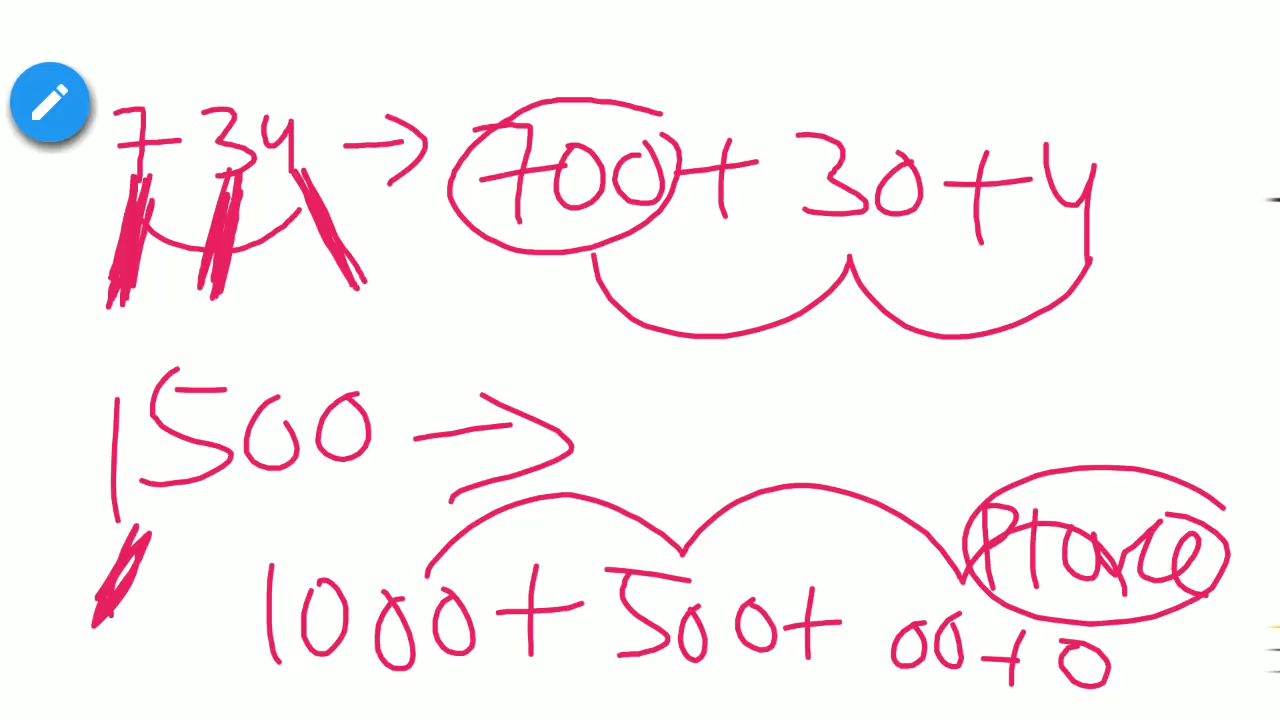 734 → 700 + 30 + 4
1500 →
Place
1000 + 500 + 00 + 0